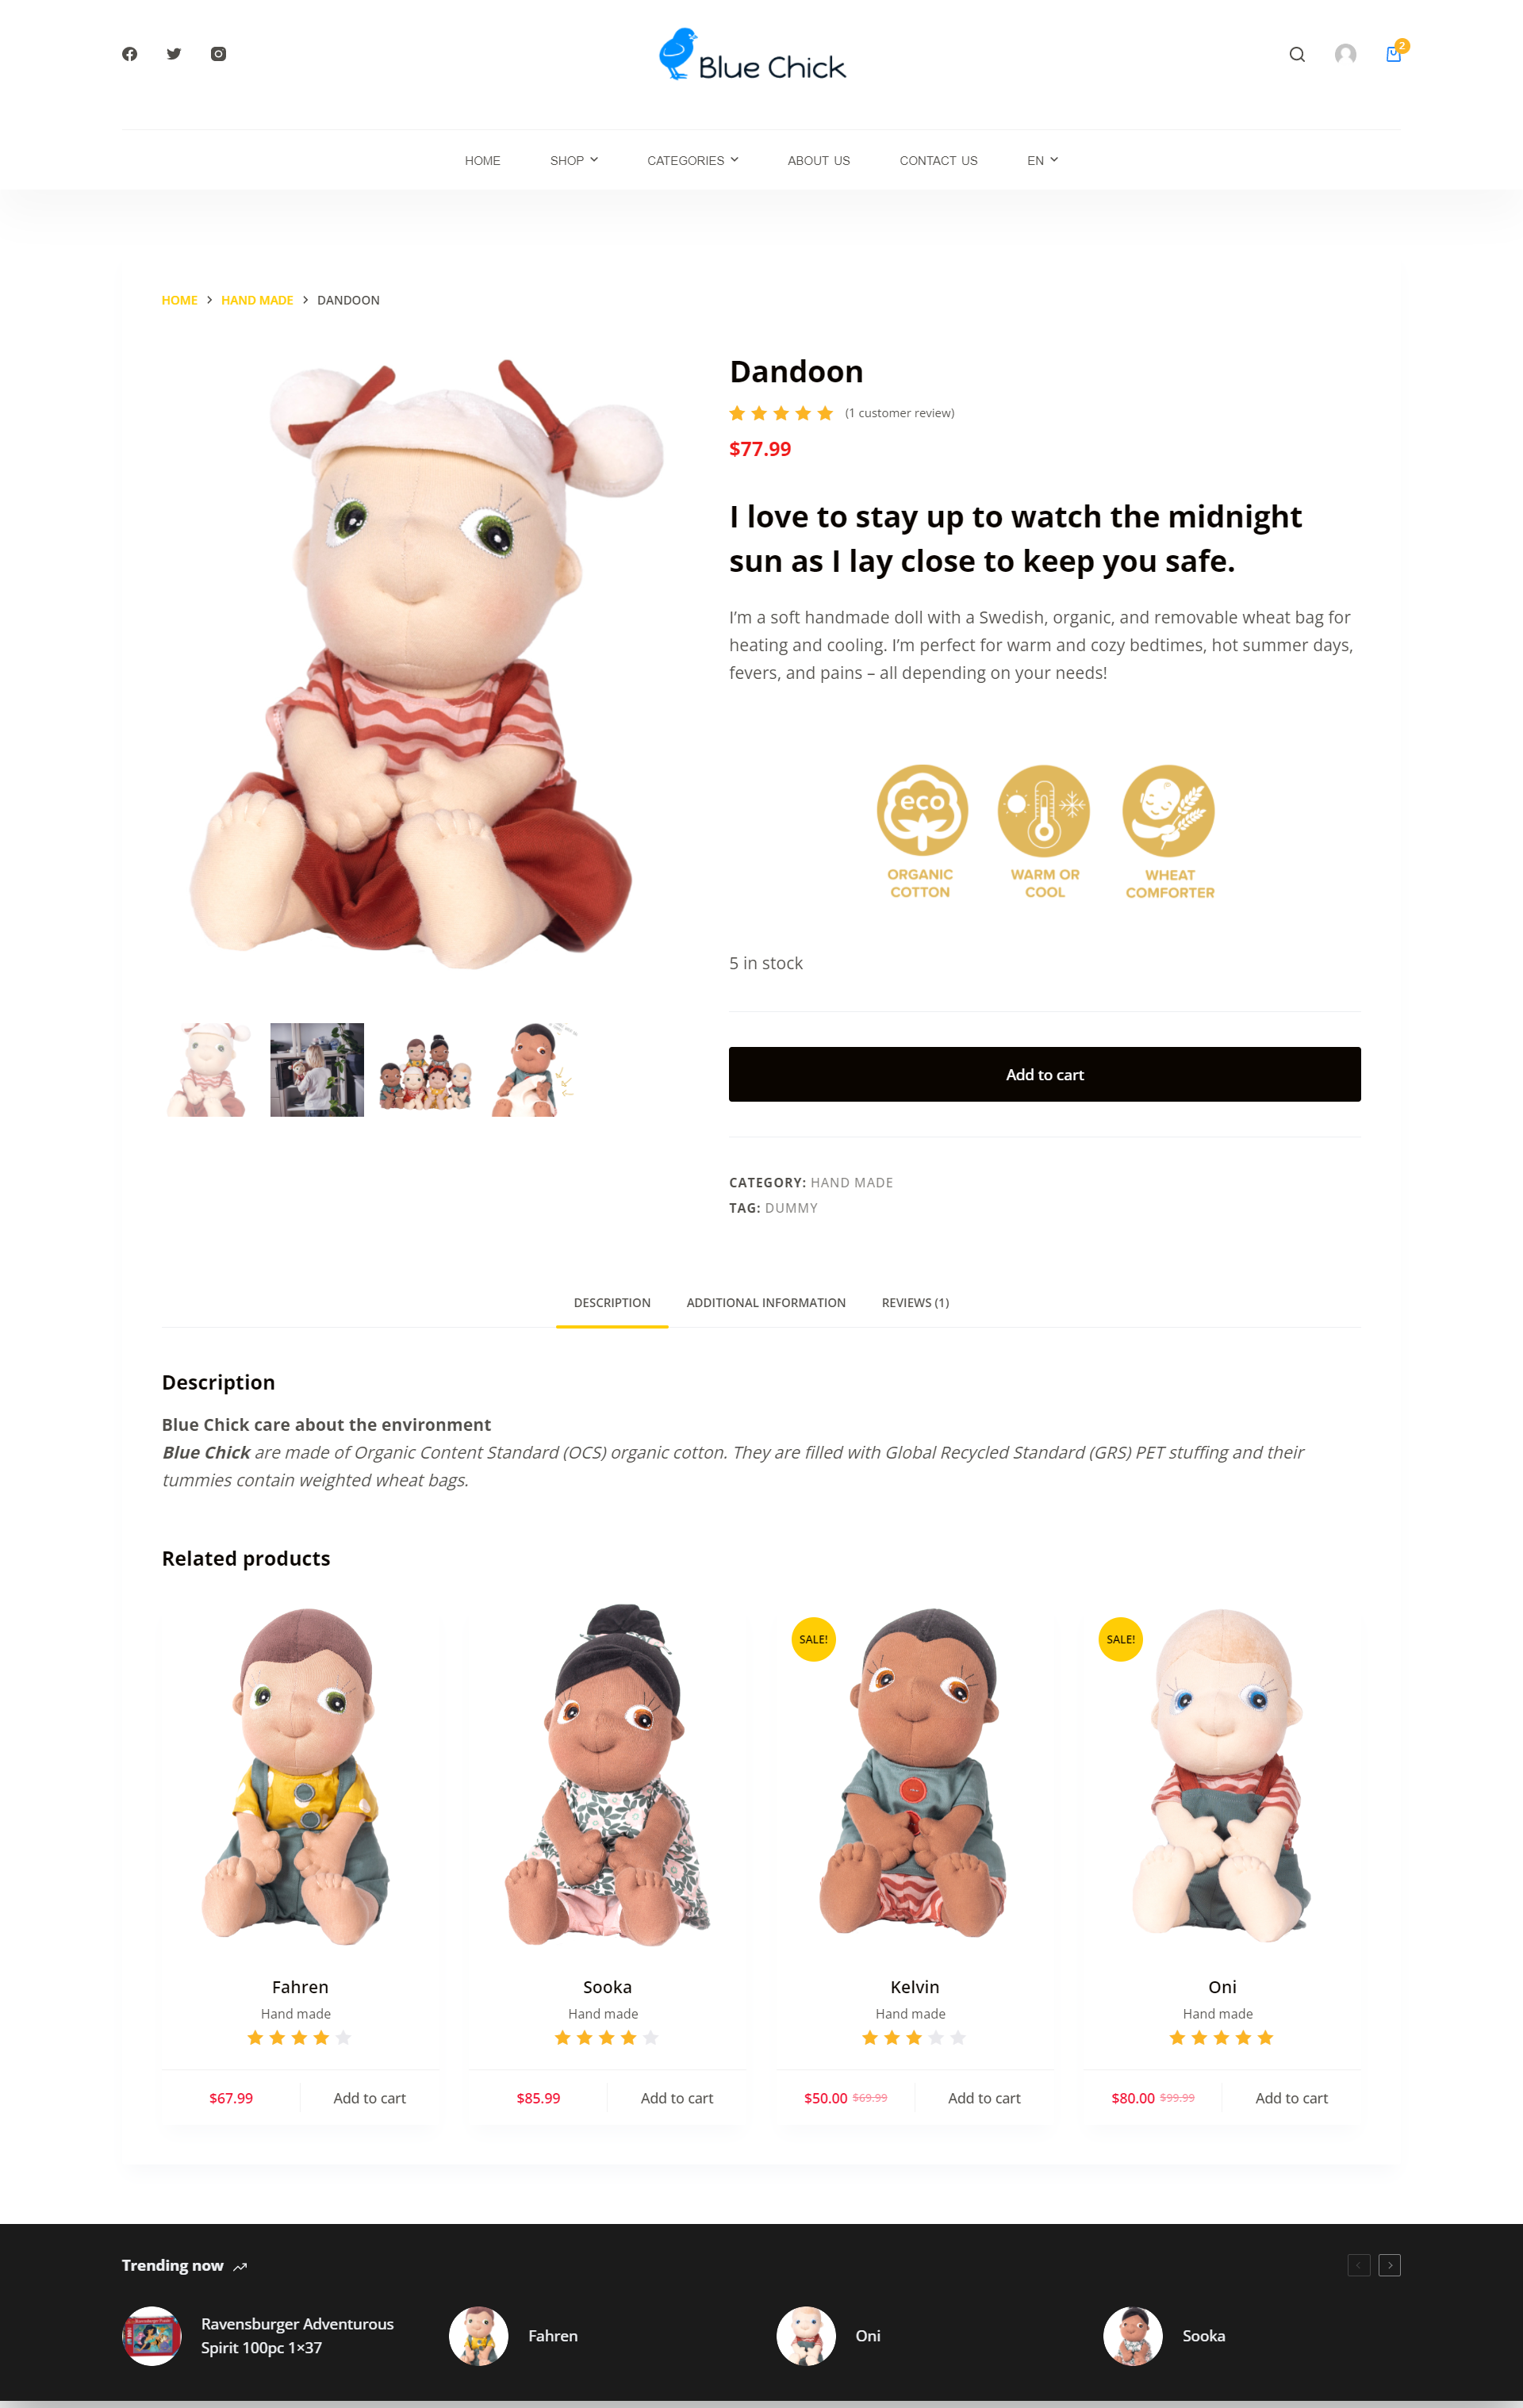 Blue Chick
2
HOME
SHOP
CATEGORIES
ABOUT US
CONTACT US
EN
HOME > HAND MADE > DANDOON
Dandoon
(1 customer review)
$77.99
I love to stay up to watch the midnight
sun as I lay close to keep you safe.
I’m a soft handmade doll with a Swedish, organic, and removable wheat bag for
heating and cooling. I’m perfect for warm and cozy bedtimes, hot summer days,
fevers, and pains – all depending on your needs!
eco
ORGANIC
COTTON
WARM OR
COOL
WHEAT
COMFORTER
5 in stock
Add to cart
CATEGORY: HAND MADE
TAG: DUMMY
DESCRIPTION
ADDITIONAL INFORMATION
REVIEWS (1)
Description
Blue Chick care about the environment
Blue Chick are made of Organic Content Standard (OCS) organic cotton. They are filled with Global Recycled Standard (GRS) PET stuffing and their
tummies contain weighted wheat bags.
Related products
SALE!
SALE!
Fahren
Hand made
$67.99
Add to cart
Sooka
Hand made
$85.99
Add to cart
Kelvin
Hand made
$50.00 $69.99
Add to cart
Oni
Hand made
$80.00 $99.99
Add to cart
Trending now
Ravensburger Adventurous
Spirit 100pc 1×37
Fahren
Oni
Sooka